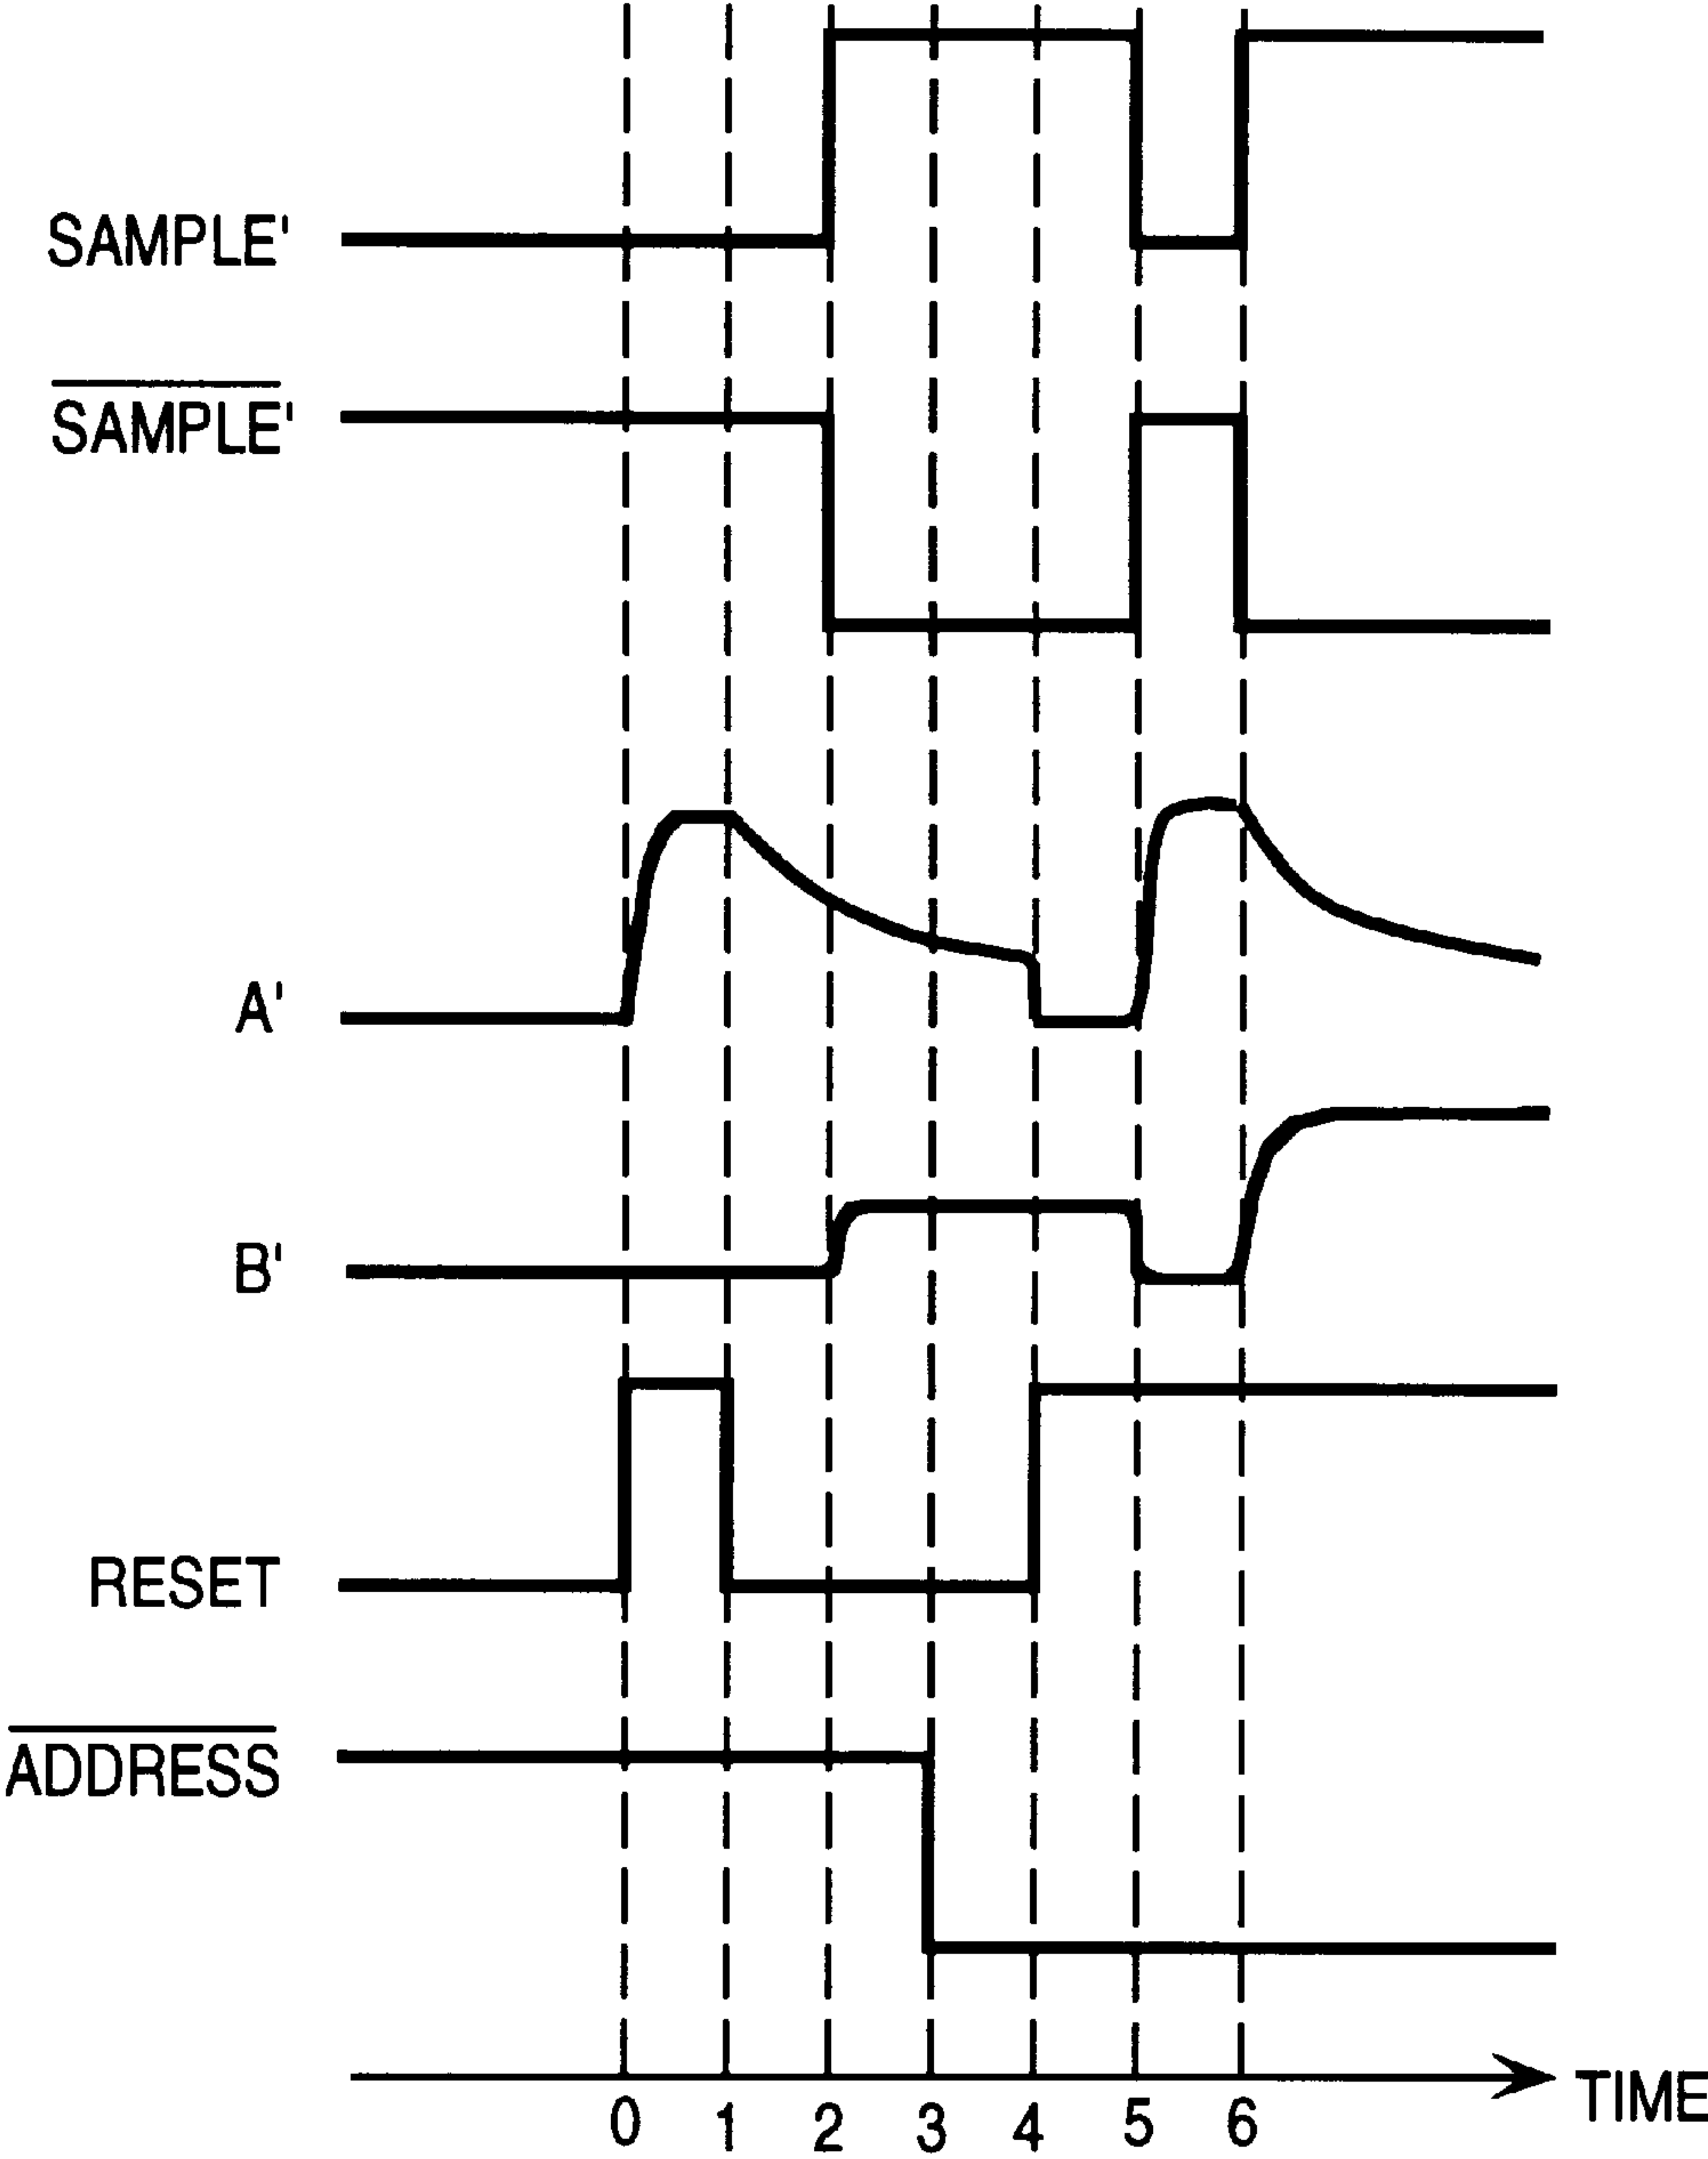 SAMPLE'
SAMPLE'
A'
B'
RESET
ADDRESS
0 1 2 3 4 5 6
TIME